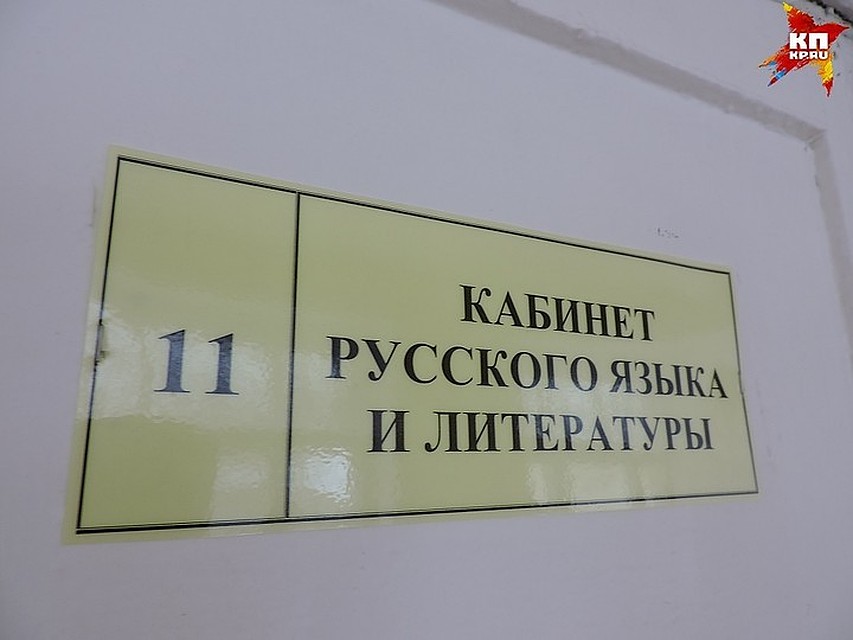 КП
KP.RU
11
КАБИНЕТ
РУССКОГО ЯЗЫКА
И ЛИТЕРАТУРЫ